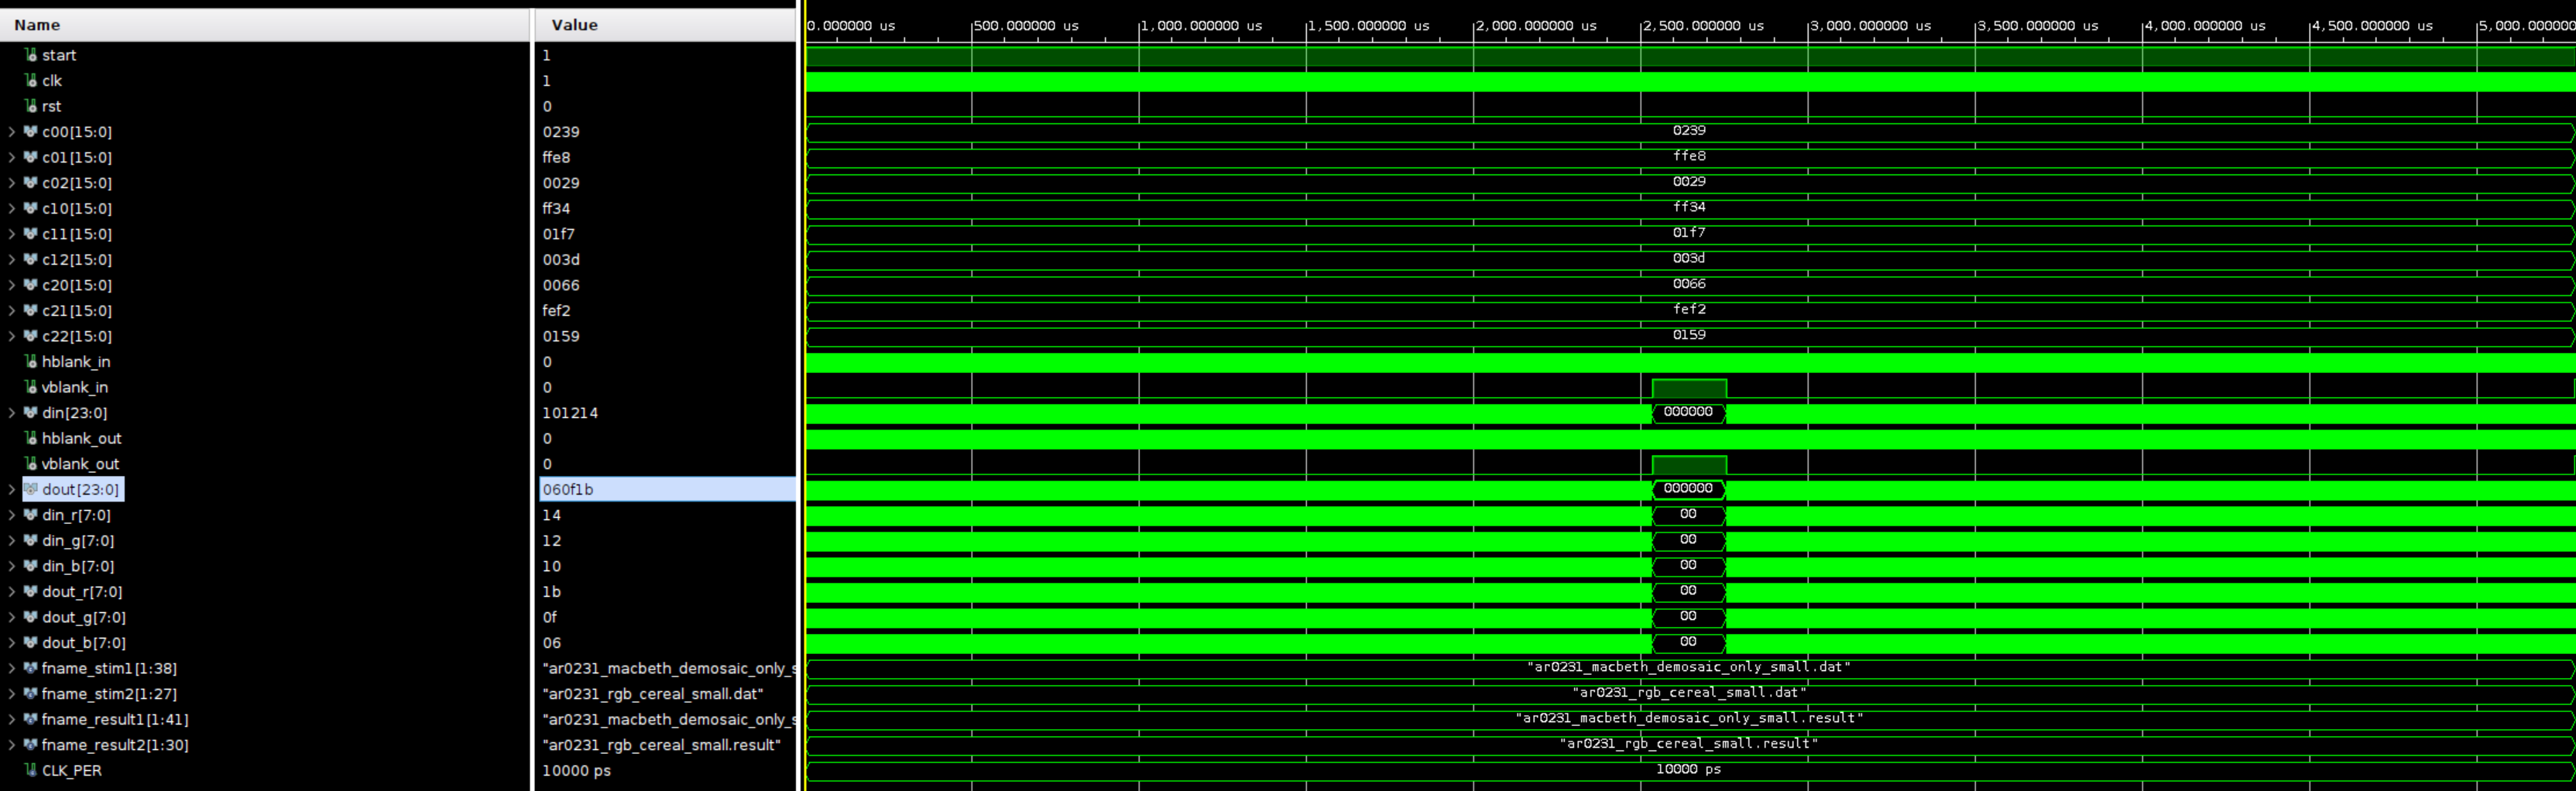 Name Value 0.000000 us 500.000000 us 1,000.000000 us 1,500.000000 us 2,000.000000 us 2,500.000000 us 3,000.000000 us 3,500.000000 us 4,000.000000 us 4,500.000000 us 5,000.000000
start 1
clk 1
rst 0
c00[15:0] 0239 0239
c01[15:0] ffe8 ffe8
c02[15:0] 0029 0029
c10[15:0] ff34 ff34
c11[15:0] 01f7 01f7
c12[15:0] 003d 003d
c20[15:0] 0066 0066
c21[15:0] fef2 fef2
c22[15:0] 0159 0159
hblank_in 0
vblank_in 0
din[23:0] 101214 000000
hblank_out 0
vblank_out 0
dout[23:0] 060f1b 000000
din_r[7:0] 14 00
din_g[7:0] 12 00
din_b[7:0] 10 00
dout_r[7:0] 1b 00
dout_g[7:0] 0f 00
dout_b[7:0] 06 00
fname_stim1[1:38] "ar0231_macbeth_demosaic_only_s "ar0231_macbeth_demosaic_only_small.dat"
fname_stim2[1:27] "ar0231_rgb_cereal_small.dat" "ar0231_rgb_cereal_small.dat"
fname_result1[1:41] "ar0231_macbeth_demosaic_only_s "ar0231_macbeth_demosaic_only_small.result"
fname_result2[1:30] "ar0231_rgb_cereal_small.result" "ar0231_rgb_cereal_small.result"
CLK_PER 10000 ps 10000 ps